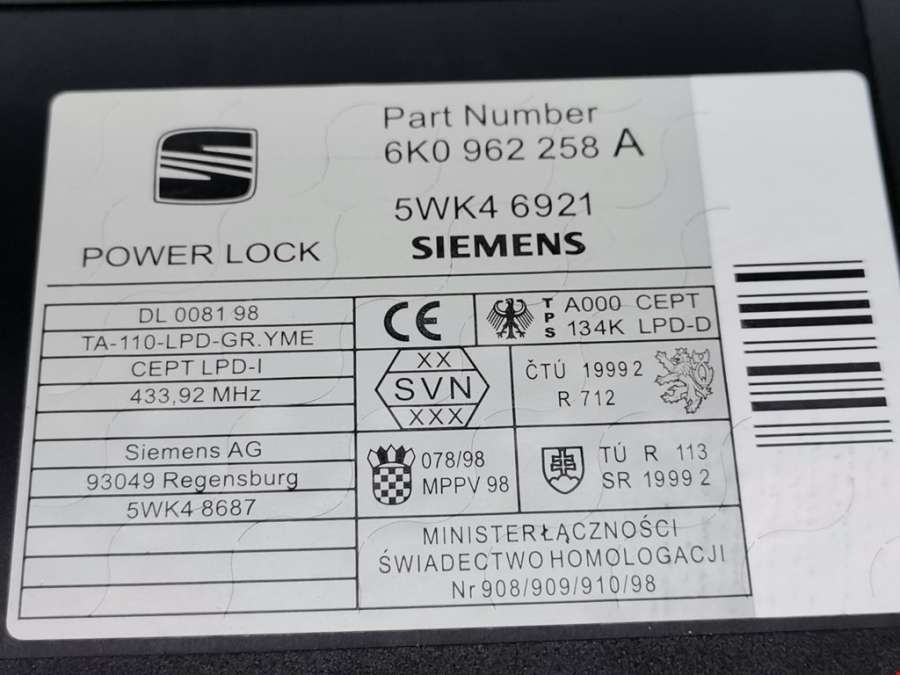 Part Number
6K0 962 258 A
5WK4 6921
POWER LOCK
SIEMENS
DL 0081 98
TA-110-LPD-GR.YME
CEPT LPD-I
433,92 MHz
Siemens AG
93049 Regensburg
5WK4 8687
CE
TPS
A000 CEPT
134K LPD-D
XX
SVN
XXX
ČTÚ 1999 2
R 712
078/98
MPPV 98
TÚ R 113
SR 1999 2
MINISTER ŁĄCZNOŚCI
ŚWIADECTWO HOMOLOGACJI
Nr 908/909/910/98